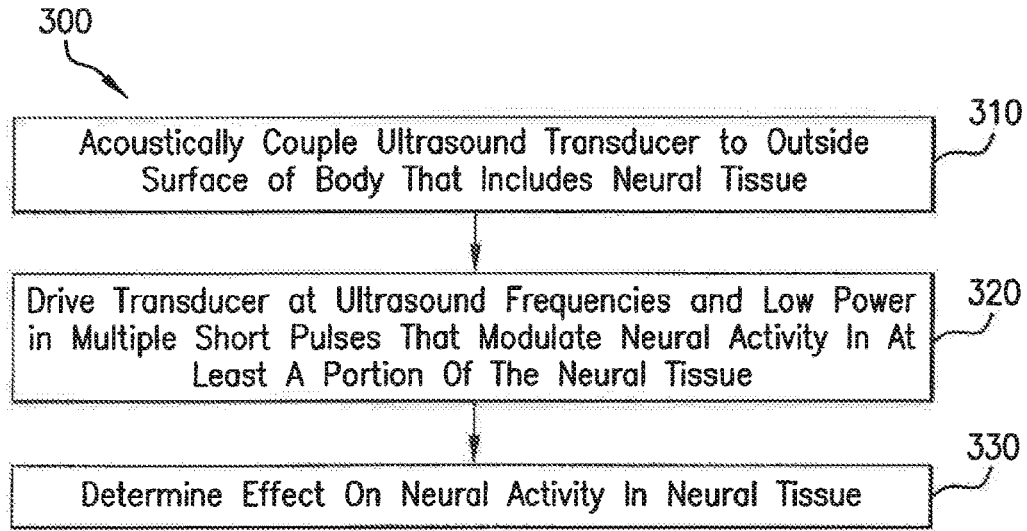 300
310
Acoustically Couple Ultrasound Transducer to Outside
Surface of Body That Includes Neural Tissue
320
Drive Transducer at Ultrasound Frequencies and Low Power
in Multiple Short Pulses That Modulate Neural Activity In At
Least A Portion Of The Neural Tissue
330
Determine Effect On Neural Activity In Neural Tissue